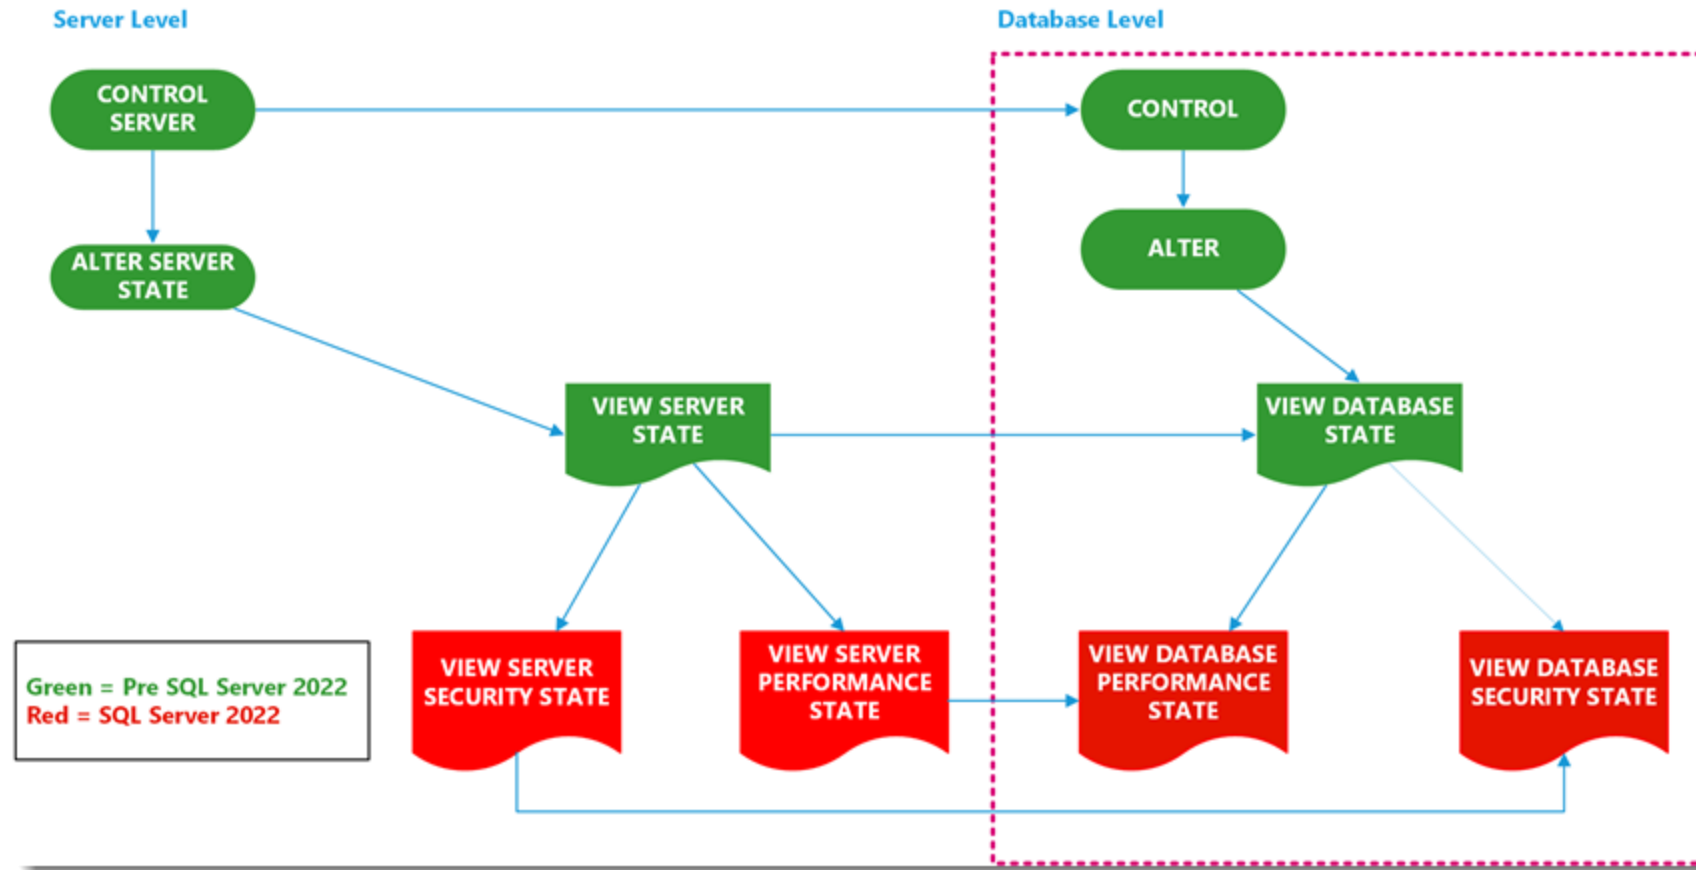 Server Level
Database Level
CONTROL
SERVER
CONTROL
ALTER SERVER
STATE
ALTER
VIEW SERVER
STATE
VIEW DATABASE
STATE
VIEW SERVER
SECURITY STATE
VIEW SERVER
PERFORMANCE
STATE
VIEW DATABASE
PERFORMANCE
STATE
VIEW DATABASE
SECURITY STATE
Green = Pre SQL Server 2022
Red = SQL Server 2022